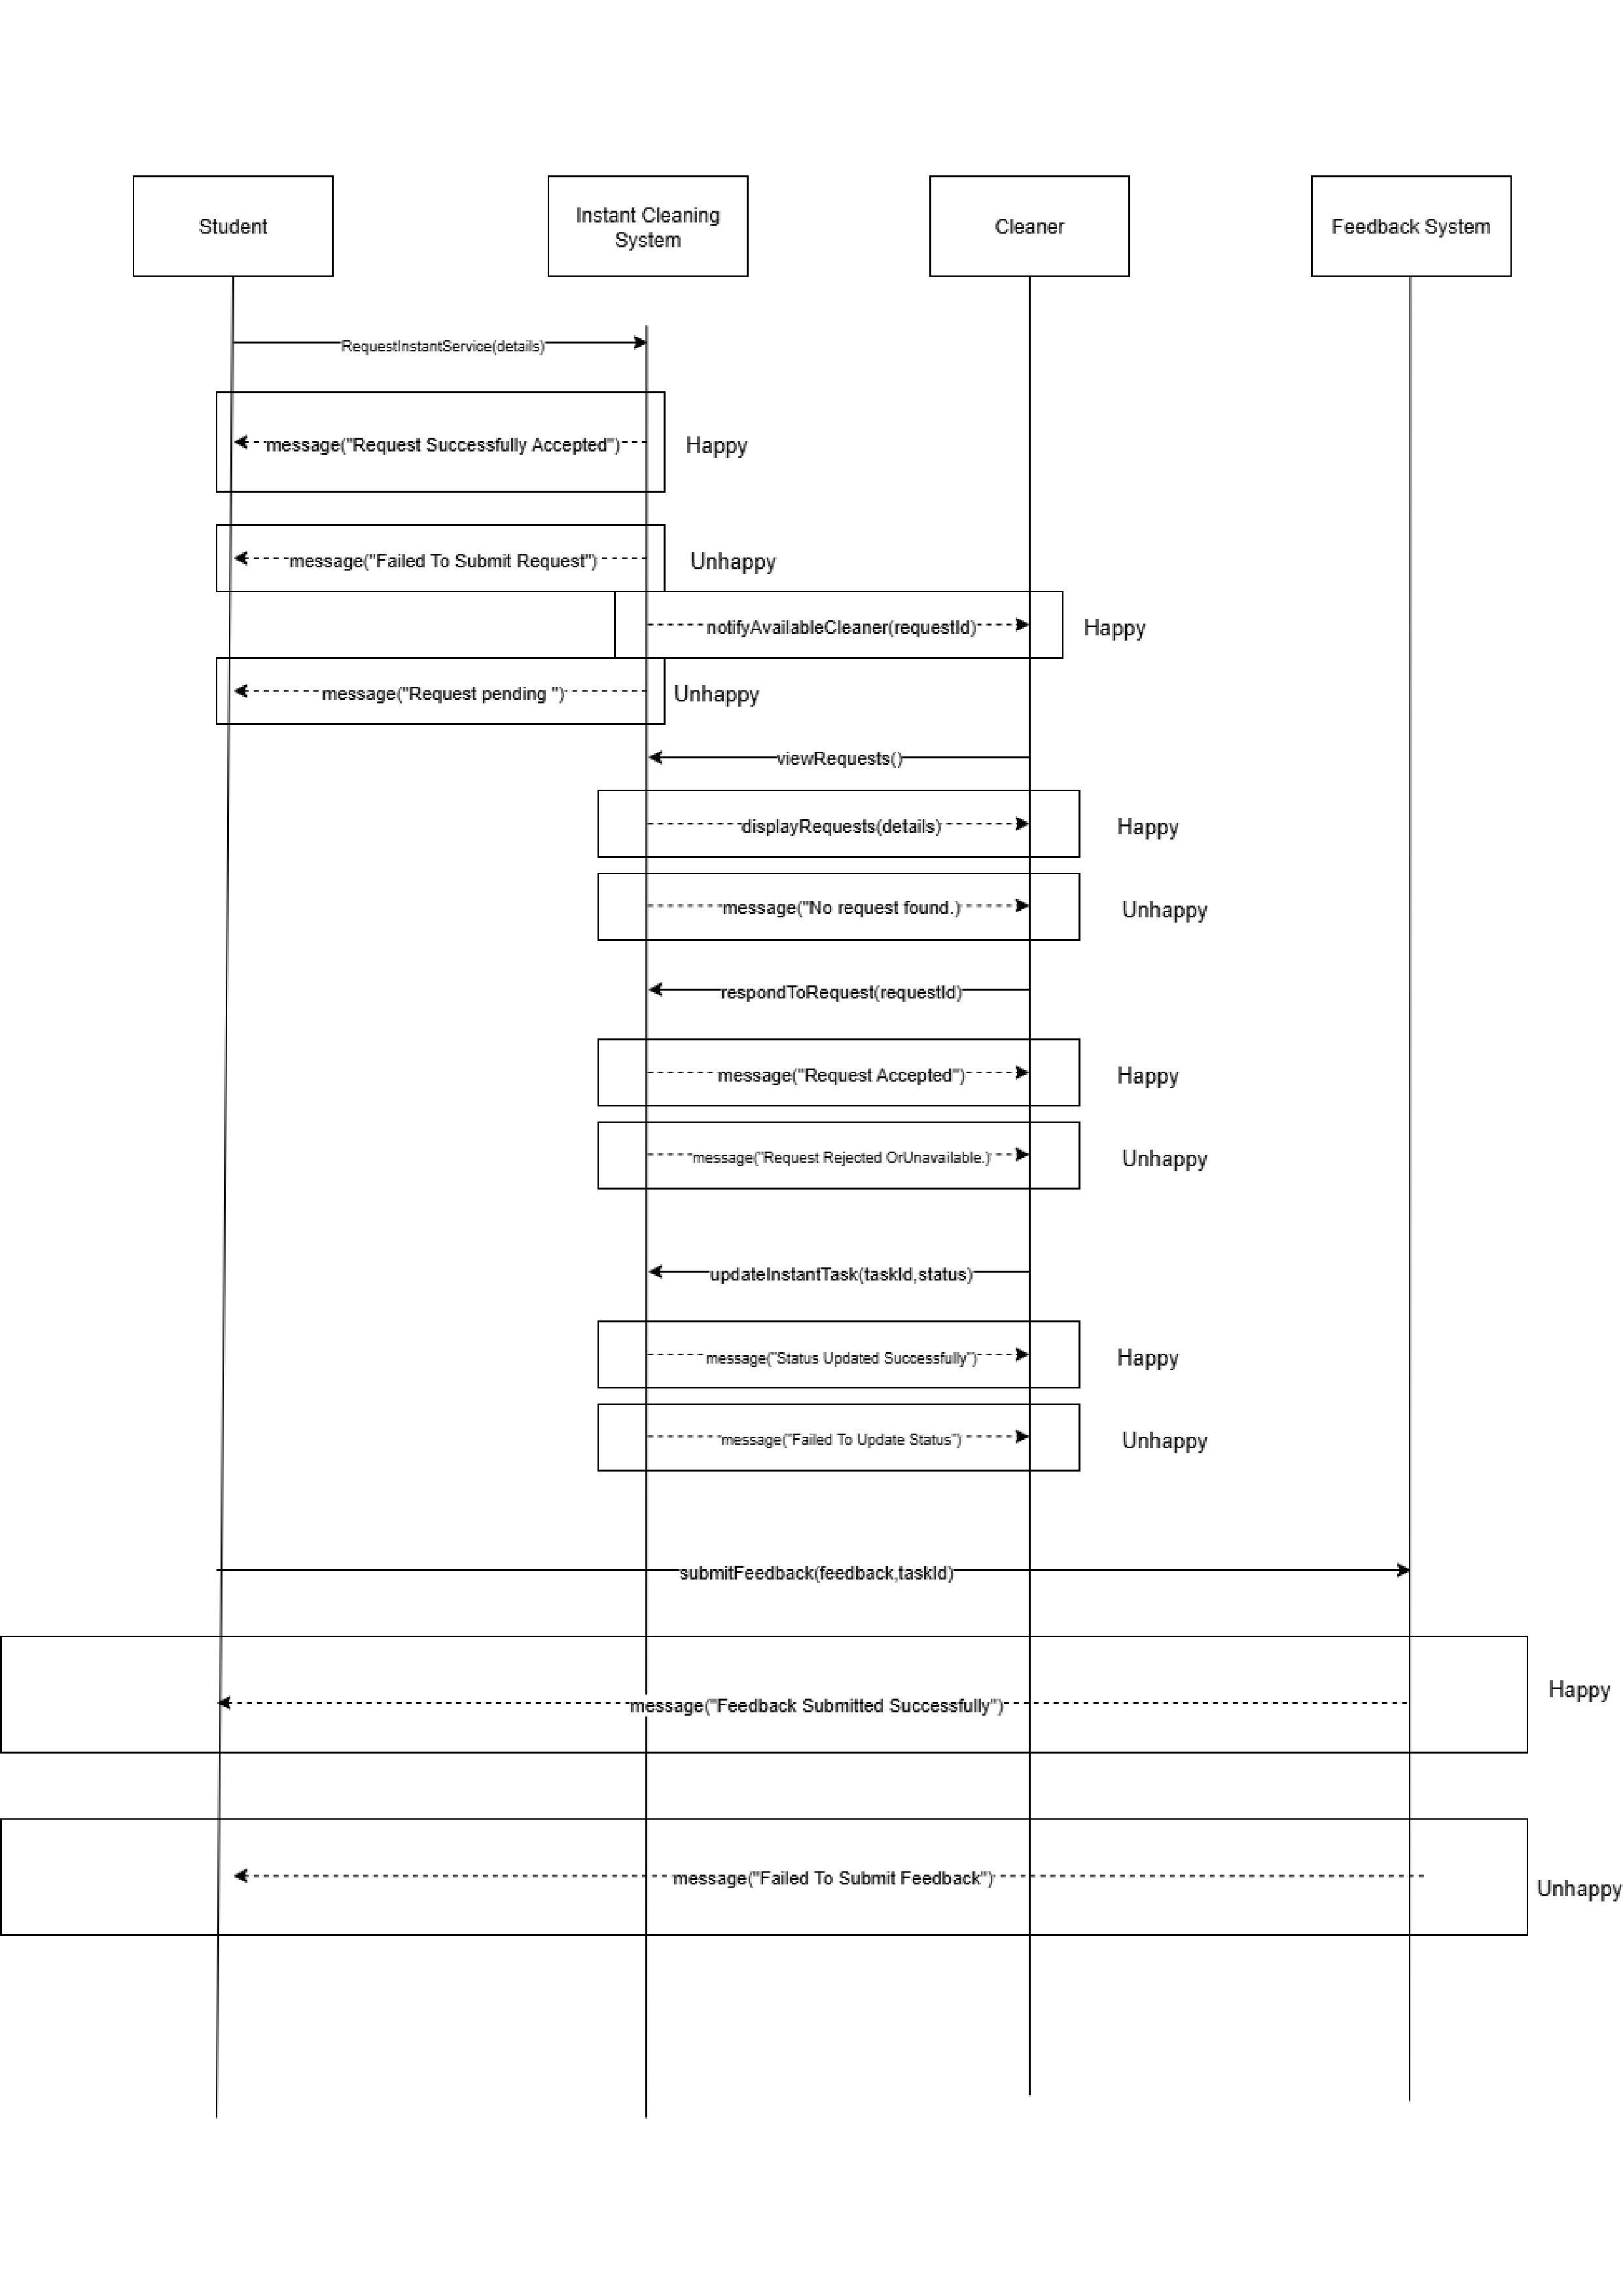 Student
Instant Cleaning
System
Cleaner
Feedback System
RequestInstantService(details)
message("Request Successfully Accepted")
Happy
message("Failed To Submit Request")
Unhappy
notifyAvailableCleaner(requestId)
Happy
message("Request pending ")
Unhappy
viewRequests()
displayRequests(details)
Happy
message("No request found.)
Unhappy
respondToRequest(requestId)
message("Request Accepted")
Happy
message("Request Rejected OrUnavailable.)
Unhappy
updateInstantTask(taskId,status)
message("Status Updated Successfully")
Happy
message("Failed To Update Status")
Unhappy
submitFeedback(feedback,taskId)
message("Feedback Submitted Successfully")
Happy
message("Failed To Submit Feedback")
Unhappy